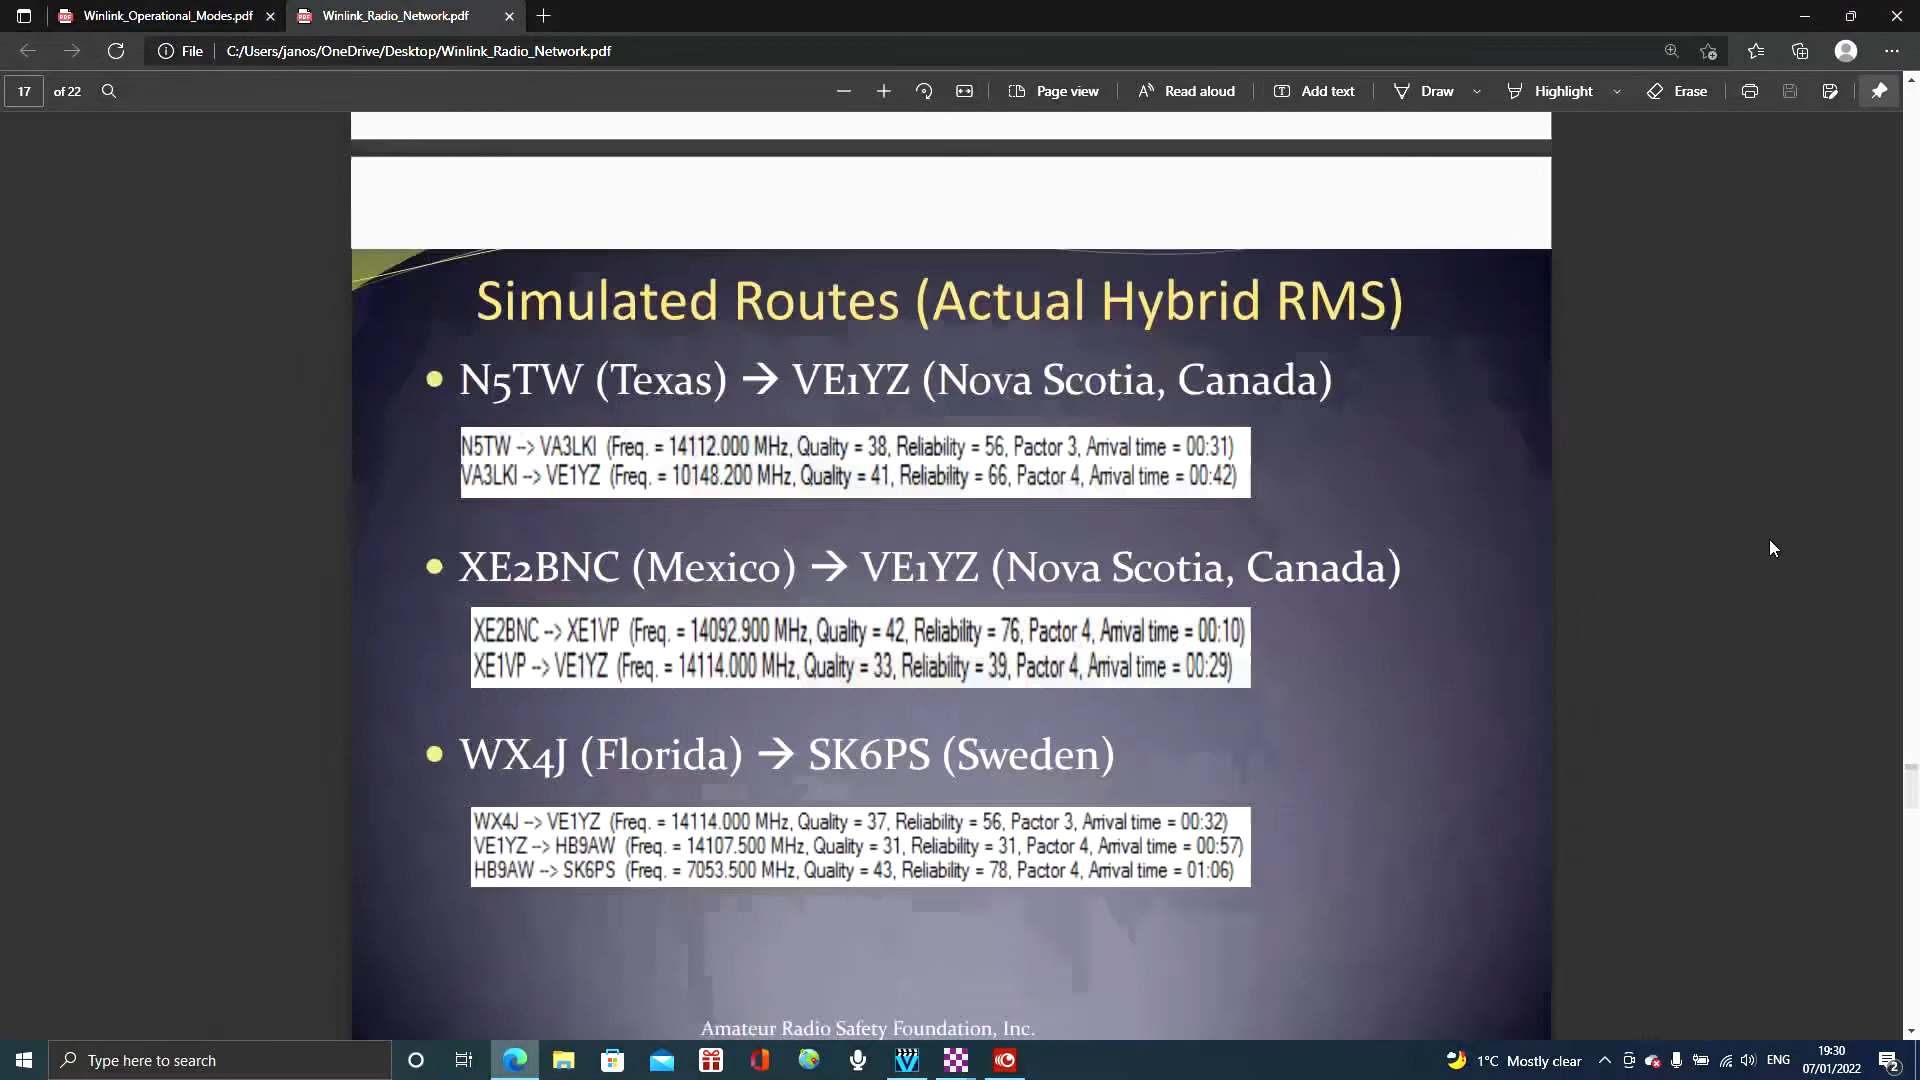 Winlink_Operational_Modes.pdf
Winlink_Radio_Network.pdf
File
C:/Users/janos/OneDrive/Desktop/Winlink_Radio_Network.pdf
17 of 22
Page view
Read aloud
Add text
Draw
Highlight
Erase
Simulated Routes (Actual Hybrid RMS)
• N5TW (Texas) → VE1YZ (Nova Scotia, Canada)
N5TW --> VA3LKI (Freq. = 14112.000 MHz, Quality = 38, Reliability = 56, Pactor 3, Arrival time = 00:31)
VA3LKI --> VE1YZ (Freq. = 10148.200 MHz, Quality = 41, Reliability = 66, Pactor 4, Arrival time = 00:42)
• XE2BNC (Mexico) → VE1YZ (Nova Scotia, Canada)
XE2BNC --> XE1VP (Freq. = 14092.900 MHz, Quality = 42, Reliability = 76, Pactor 4, Arrival time = 00:10)
XE1VP --> VE1YZ (Freq. = 14114.000 MHz, Quality = 33, Reliability = 39, Pactor 4, Arrival time = 00:29)
• WX4J (Florida) → SK6PS (Sweden)
WX4J --> VE1YZ (Freq. = 14114.000 MHz, Quality = 37, Reliability = 56, Pactor 3, Arrival time = 00:32)
VE1YZ --> HB9AW (Freq. = 14107.500 MHz, Quality = 31, Reliability = 31, Pactor 4, Arrival time = 00:57)
HB9AW --> SK6PS (Freq. = 7053.500 MHz, Quality = 43, Reliability = 78, Pactor 4, Arrival time = 01:06)
Amateur Radio Safety Foundation, Inc.
Type here to search
1°C Mostly clear
ENG
19:30
07/01/2022
2